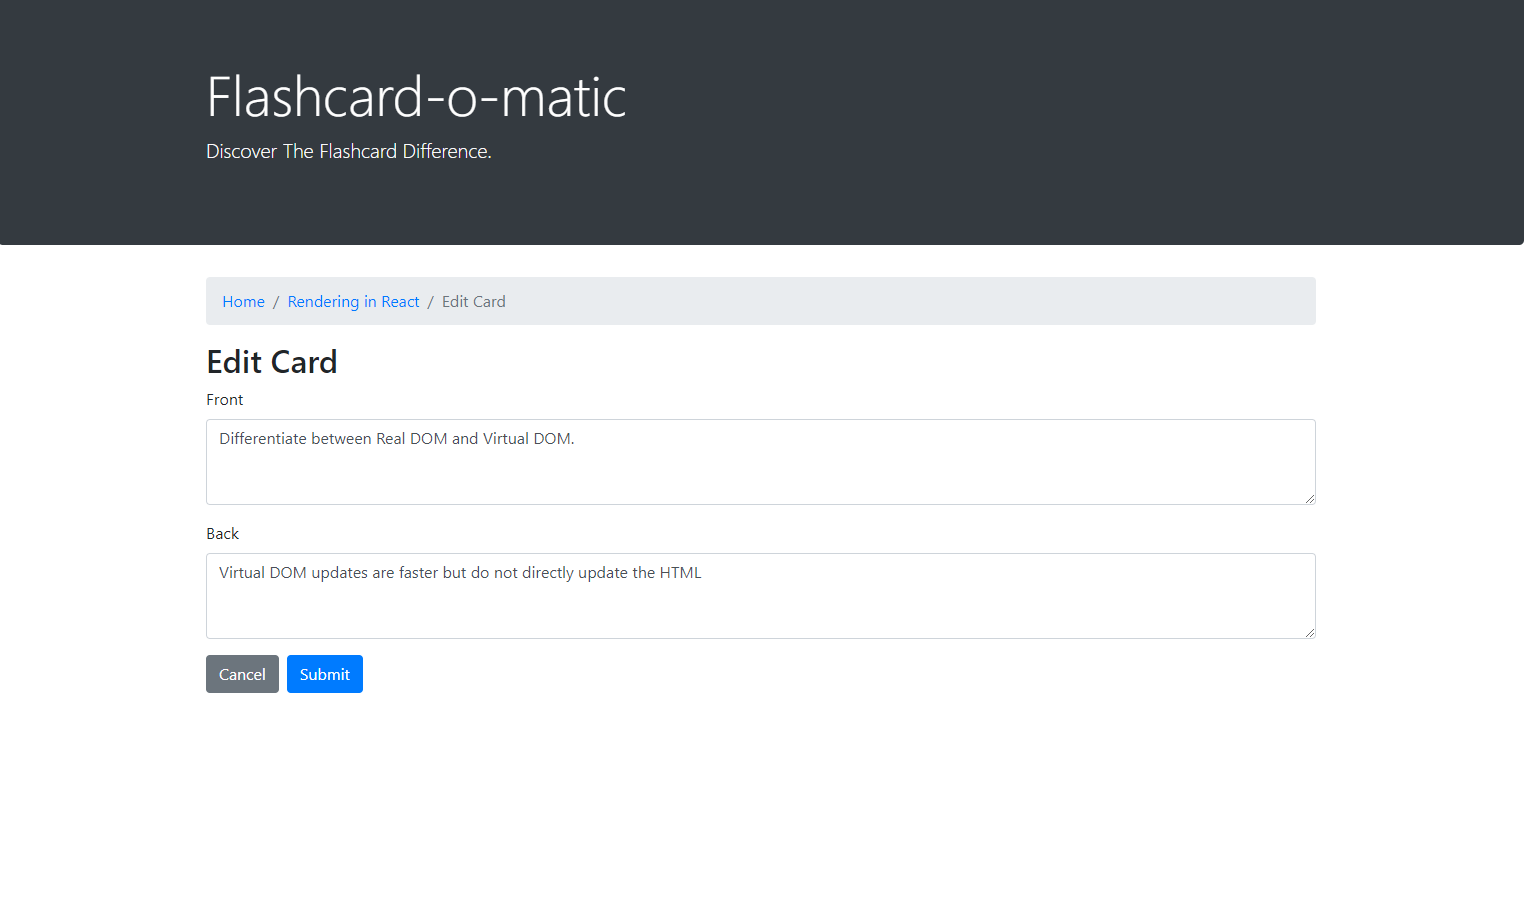 Flashcard-o-matic
Discover The Flashcard Difference.
Home / Rendering in React / Edit Card
Edit Card
Front
Differentiate between Real DOM and Virtual DOM.
Back
Virtual DOM updates are faster but do not directly update the HTML
Cancel Submit